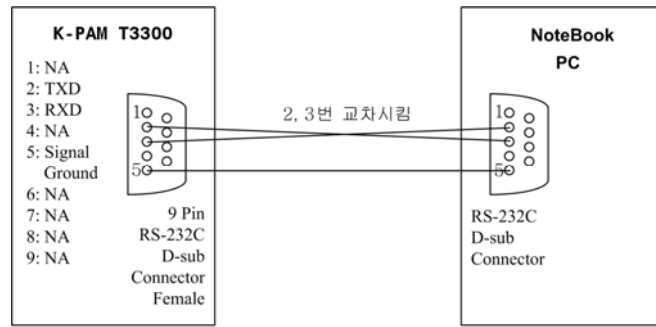 K-PAM T3300
1: NA
2: TXD
3: RXD
4: NA
5: Signal
Ground
6: NA
7: NA
8: NA
9: NA
1
5
9 Pin
RS-232C
D-sub
Connector
Female
2, 3번 교차시킴
NoteBook
PC
1
5
RS-232C
D-sub
Connector